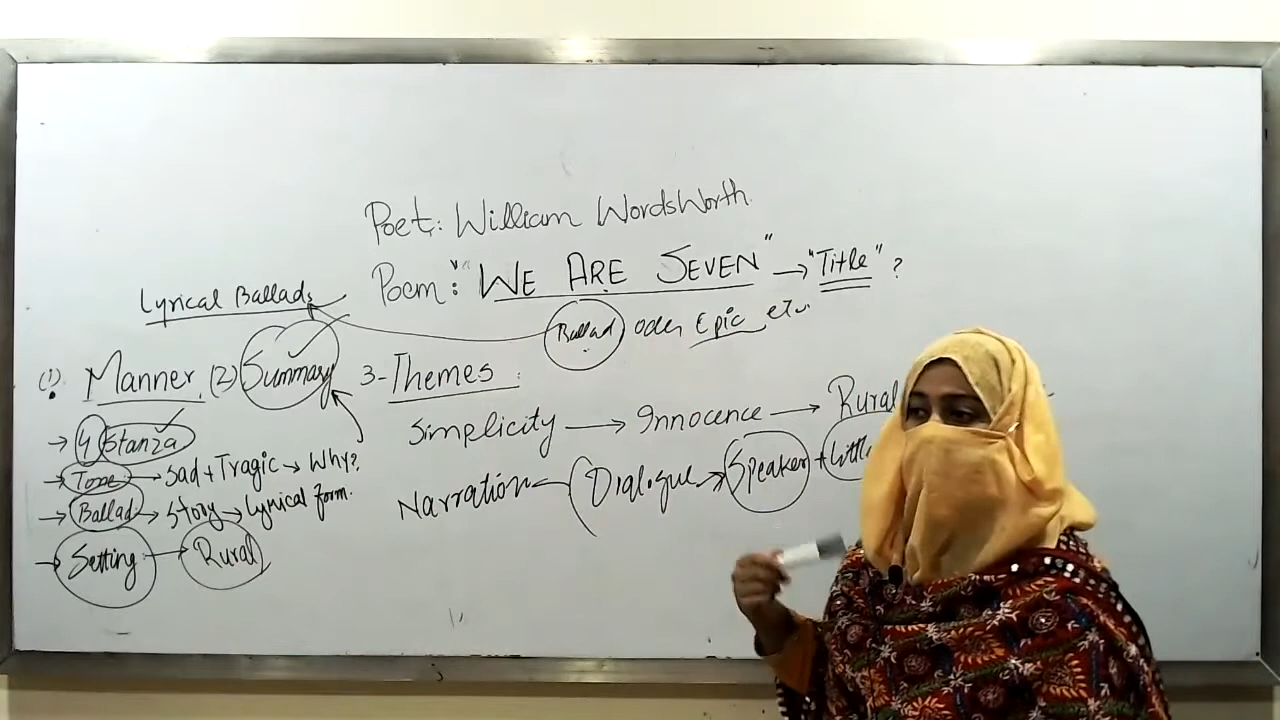 Poet: William WordsWorth.
Poem: "WE ARE SEVEN" → "Title" ?
Lyrical Ballads
Ballad odes Epic etc.
(1) Manner (2) Summary 3- Themes :
→ 4 Stanza
→ Tone → Sad + Tragic → Why?
→ Ballad → Story → Lyrical form.
→ Setting → Rural
Simplicity → Innocence → Rural
Narration — Dialogue → Speaker + little